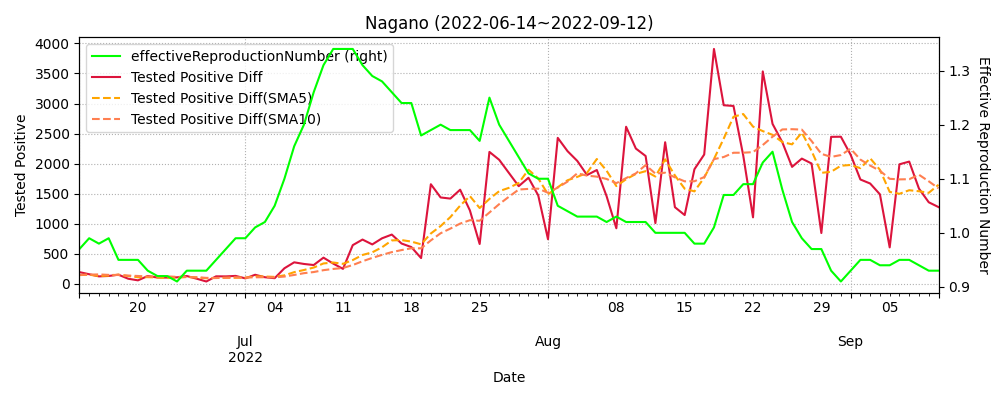 Nagano (2022-06-14~2022-09-12)
effectiveReproductionNumber (right)
Tested Positive Diff
Tested Positive Diff(SMA5)
Tested Positive Diff(SMA10)
Tested Positive
4000
3500
3000
2500
2000
1500
1000
500
0
Effective Reproduction Number
1.3
1.2
1.1
1.0
0.9
20 27 04 11 18 25 08 15 22 29 05
Jul Aug Sep
2022
Date